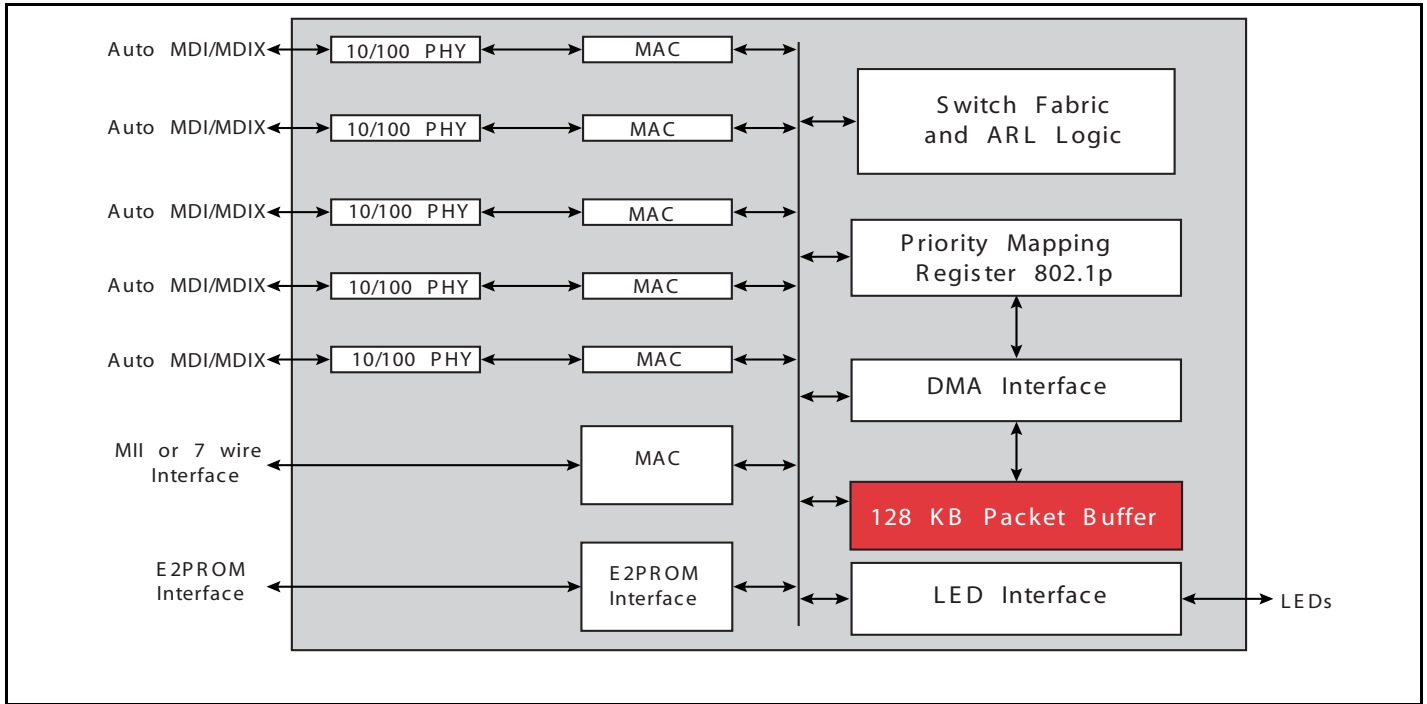 Auto MDI/MDIX
10/100 PHY
MAC
Auto MDI/MDIX
10/100 PHY
MAC
Auto MDI/MDIX
10/100 PHY
MAC
Auto MDI/MDIX
10/100 PHY
MAC
Auto MDI/MDIX
10/100 PHY
MAC
MII or 7 wire
Interface
MAC
E2PROM
Interface
E2PROM
Interface
Switch Fabric
and ARL Logic
Priority Mapping
Register 802.1p
DMA Interface
128 KB Packet Buffer
LED Interface
LEDs